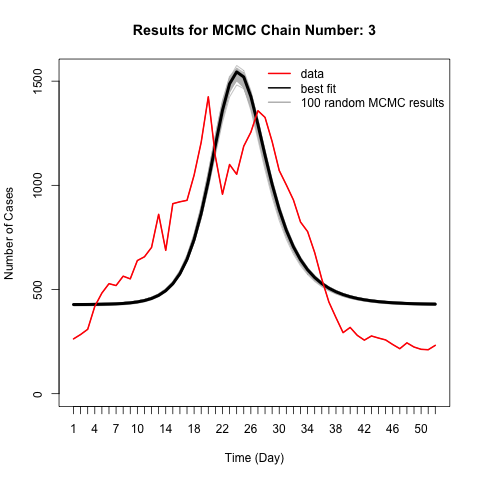 Results for MCMC Chain Number: 3
data
best fit
100 random MCMC results
Number of Cases
0 500 1000 1500
1 4 7 10 14 18 22 26 30 34 38 42 46 50
Time (Day)